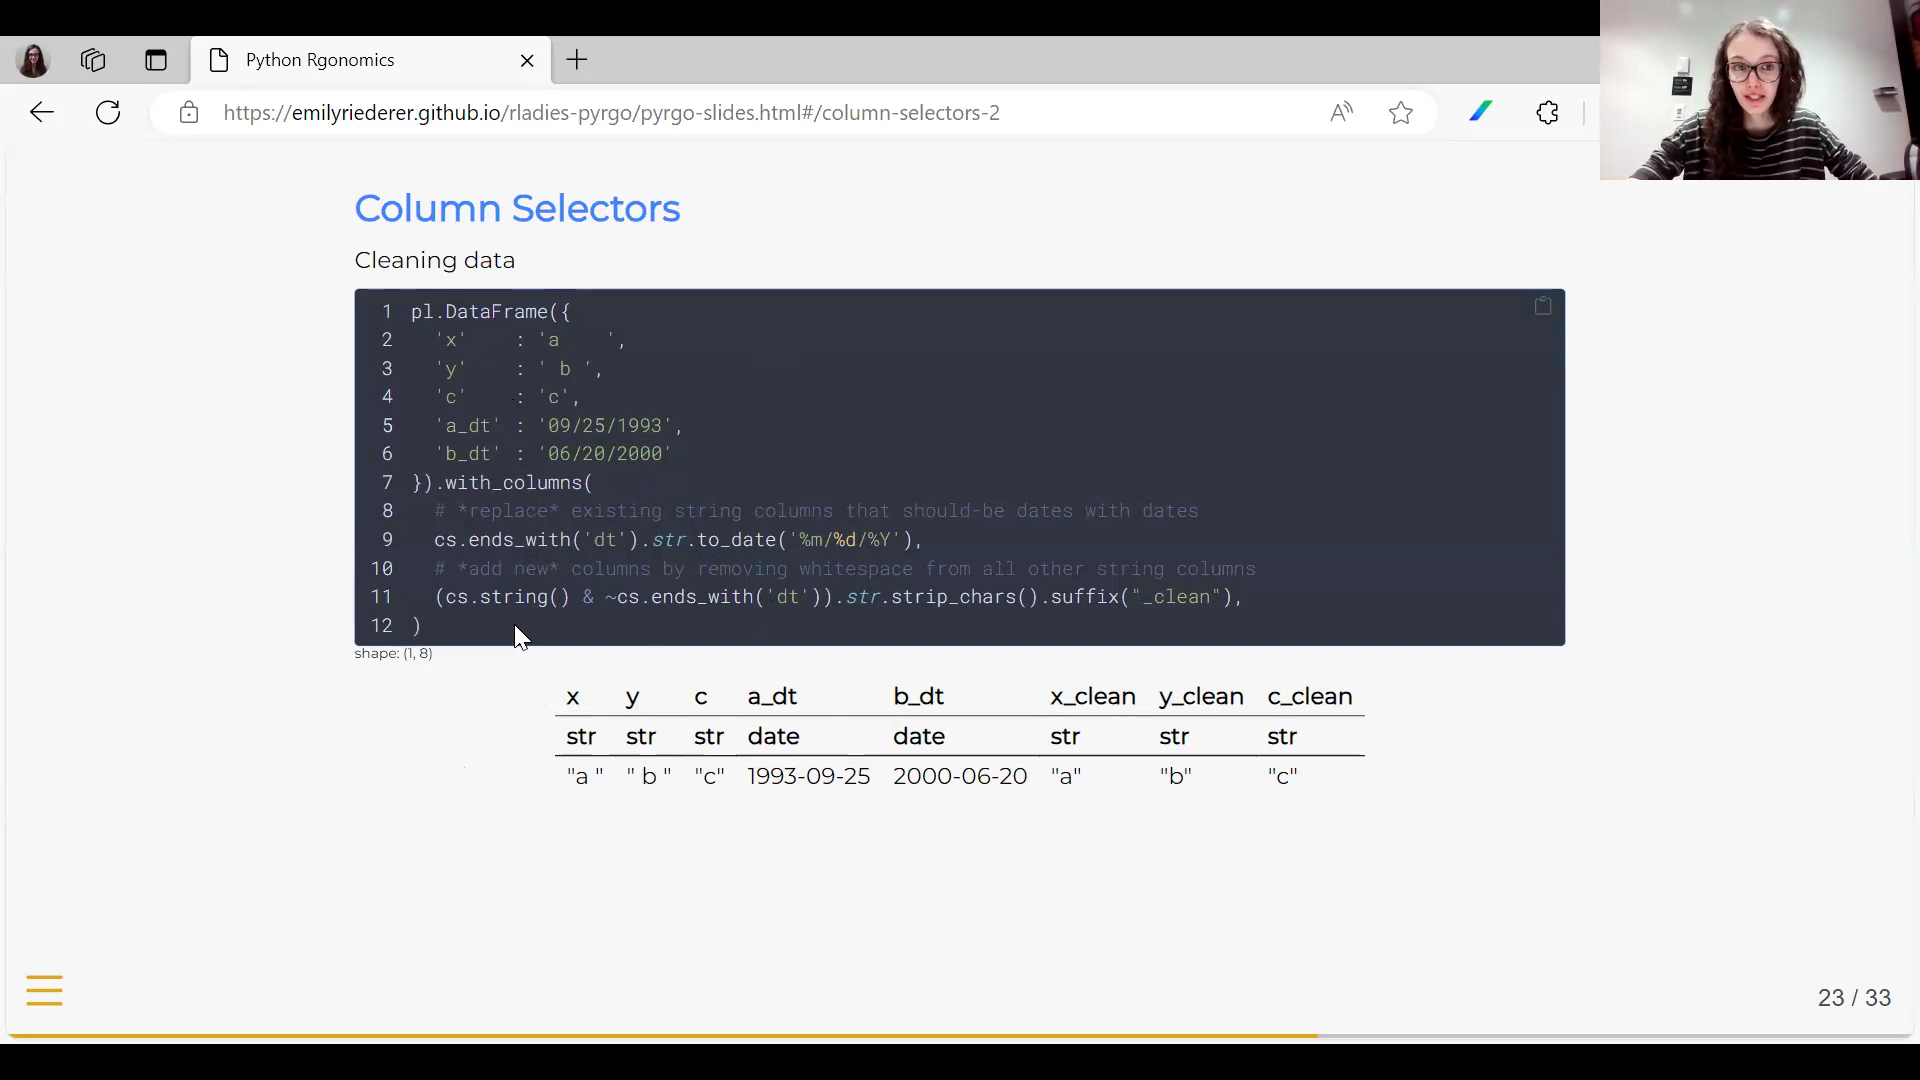 Python Rgonomics
https://emilyriederer.github.io/rladies-pyrgo/pyrgo-slides.html#/column-selectors-2
Column Selectors
Cleaning data
1 pl.DataFrame({
2 'x' : 'a ',
3 'y' : ' b ',
4 'c' : 'c',
5 'a_dt' : '09/25/1993',
6 'b_dt' : '06/20/2000'
7 }).with_columns(
8 # *replace* existing string columns that should-be dates with dates
9 cs.ends_with('dt').str.to_date('%m/%d/%Y'),
10 # *add new* columns by removing whitespace from all other string columns
11 (cs.string() & ~cs.ends_with('dt')).str.strip_chars().suffix("_clean"),
12 )
shape: (1, 8)
x y c a_dt b_dt x_clean y_clean c_clean
str str str date date str str str
"a " " b " "c" 1993-09-25 2000-06-20 "a" "b" "c"
23 / 33